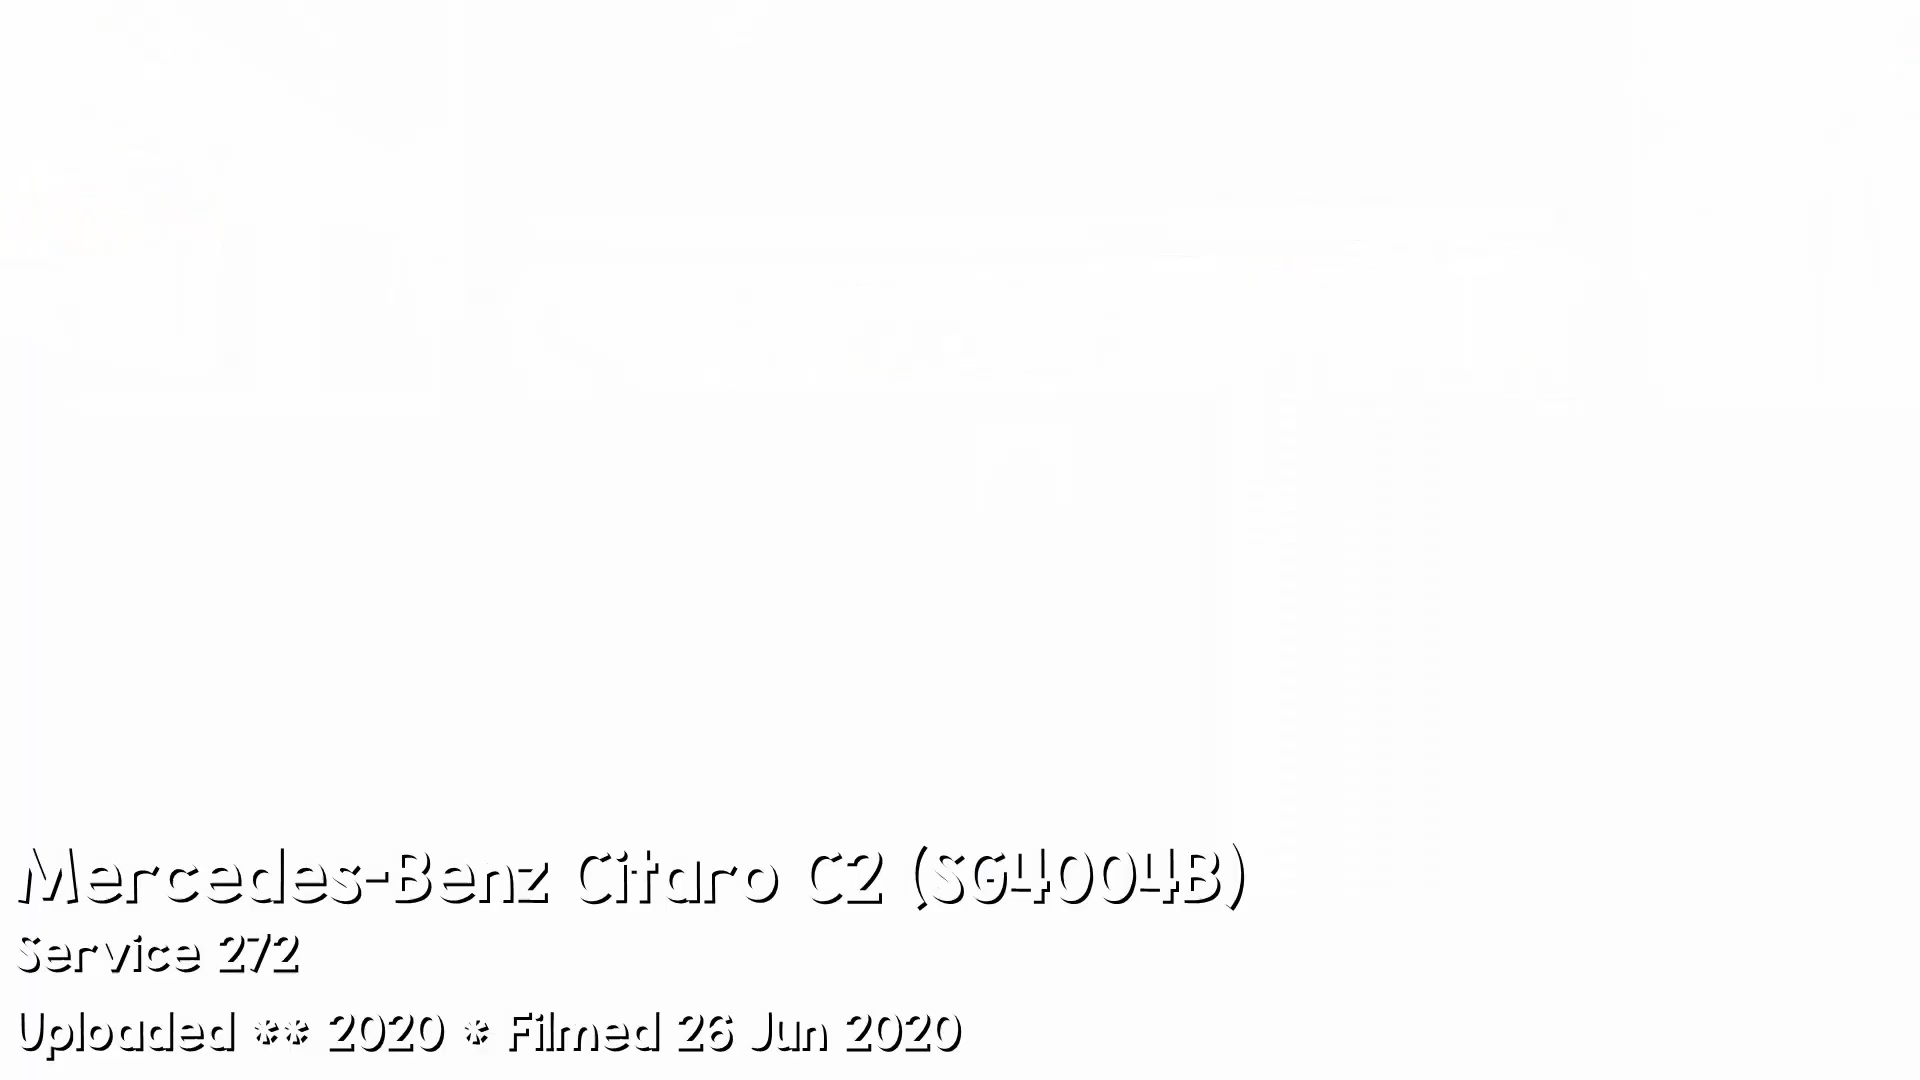 Mercedes-Benz Citaro C2 (SG4004B)
Service 272
Uploaded ** 2020 * Filmed 26 Jun 2020